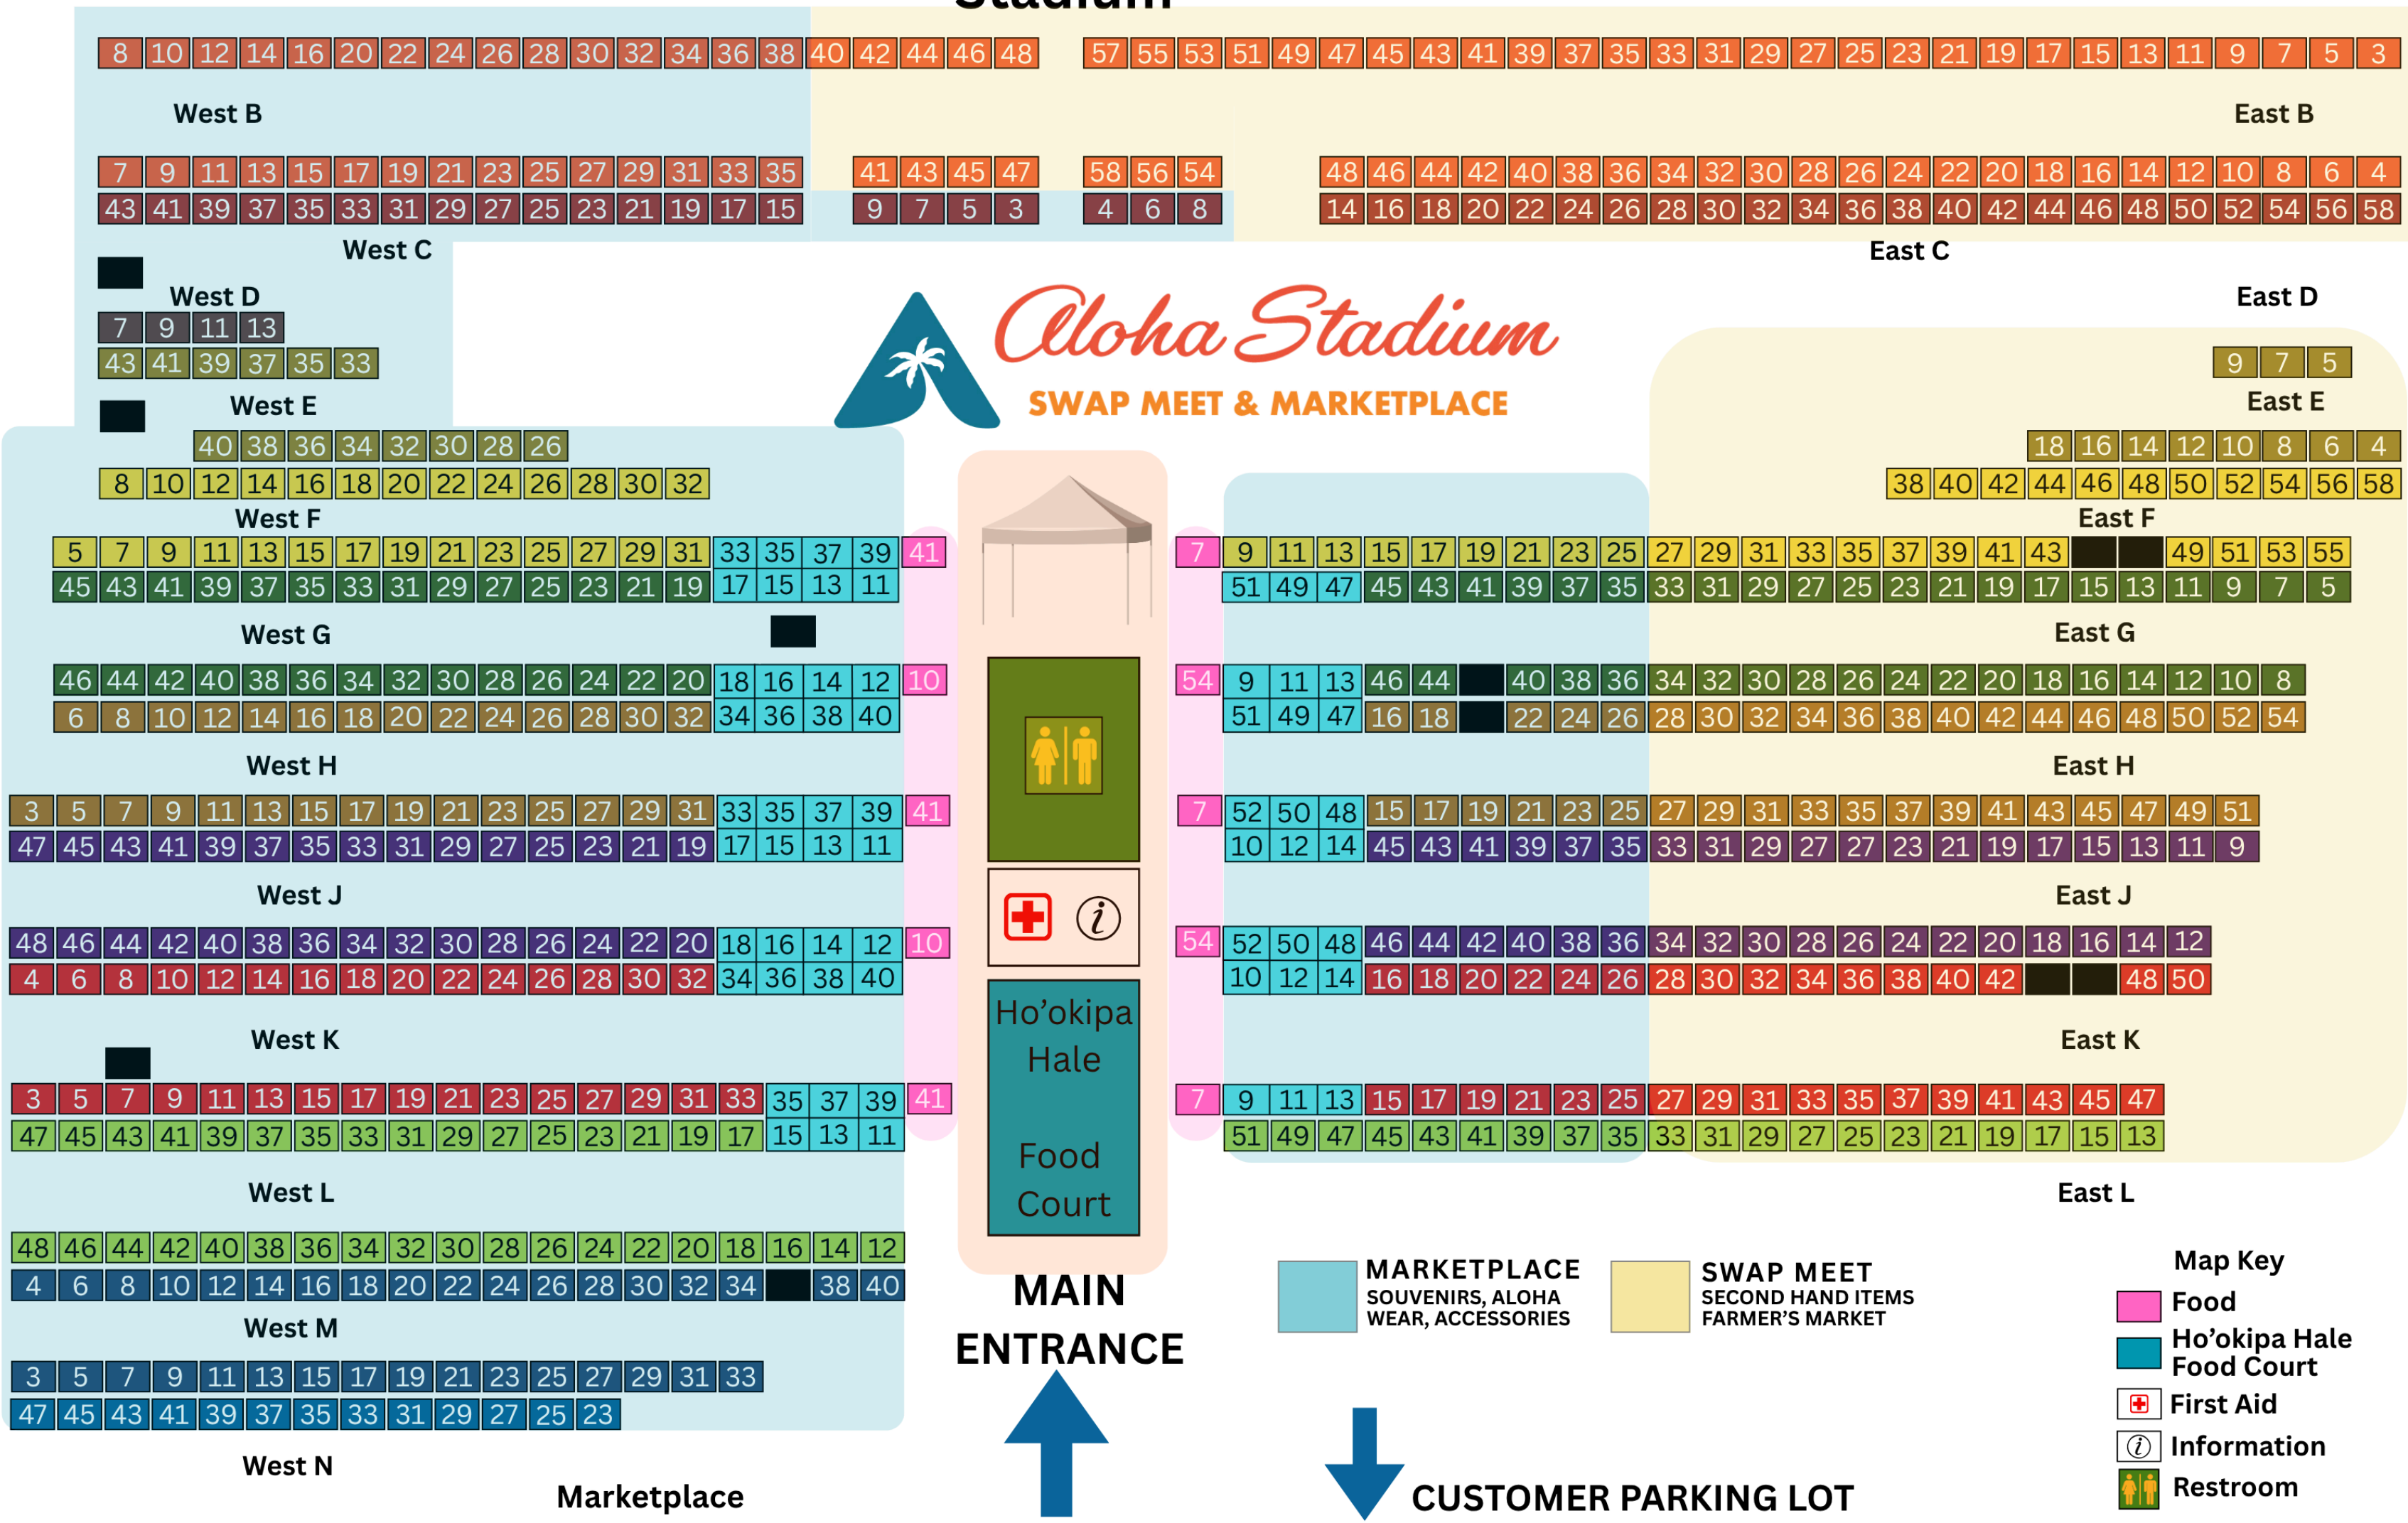 Stadium
8 10 12 14 16 20 22 24 26 28 30 32 34 36 38 40 42 44 46 48 57 55 53 51 49 47 45 43 41 39 37 35 33 31 29 27 25 23 21 19 17 15 13 11 9 7 5 3
West B East B
7 9 11 13 15 17 19 21 23 25 27 29 31 33 35 41 43 45 47 58 56 54 48 46 44 42 40 38 36 34 32 30 28 26 24 22 20 18 16 14 12 10 8 6 4
43 41 39 37 35 33 31 29 27 25 23 21 19 17 15 9 7 5 3 4 6 8 14 16 18 20 22 24 26 28 30 32 34 36 38 40 42 44 46 48 50 52 54 56 58
West C East C
West D East D
7 9 11 13
Aloha Stadium
43 41 39 37 35 33 9 7 5
SWAP MEET & MARKETPLACE
West E East E
40 38 36 34 32 30 28 26 18 16 14 12 10 8 6 4
8 10 12 14 16 18 20 22 24 26 28 30 32 38 40 42 44 46 48 50 52 54 56 58
West F East F
5 7 9 11 13 15 17 19 21 23 25 27 29 31 33 35 37 39 41 7 9 11 13 15 17 19 21 23 25 27 29 31 33 35 37 39 41 43 49 51 53 55
45 43 41 39 37 35 33 31 29 27 25 23 21 19 17 15 13 11 51 49 47 45 43 41 39 37 35 33 31 29 27 25 23 21 19 17 15 13 11 9 7 5
West G East G
46 44 42 40 38 36 34 32 30 28 26 24 22 20 18 16 14 12 10 54 9 11 13 46 44 40 38 36 34 32 30 28 26 24 22 20 18 16 14 12 10 8
6 8 10 12 14 16 18 20 22 24 26 28 30 32 34 36 38 40 51 49 47 16 18 22 24 26 28 30 32 34 36 38 40 42 44 46 48 50 52 54
West H East H
3 5 7 9 11 13 15 17 19 21 23 25 27 29 31 33 35 37 39 41 7 52 50 48 15 17 19 21 23 25 27 29 31 33 35 37 39 41 43 45 47 49 51
47 45 43 41 39 37 35 33 31 29 27 25 23 21 19 17 15 13 11 10 12 14 45 43 41 39 37 35 33 31 29 27 27 23 21 19 17 15 13 11 9
West J East J
48 46 44 42 40 38 36 34 32 30 28 26 24 22 20 18 16 14 12 10 54 52 50 48 46 44 42 40 38 36 34 32 30 28 26 24 22 20 18 16 14 12
4 6 8 10 12 14 16 18 20 22 24 26 28 30 32 34 36 38 40 10 12 14 16 18 20 22 24 26 28 30 32 34 36 38 40 42 48 50
Ho’okipa
Hale
Food
Court
West K East K
3 5 7 9 11 13 15 17 19 21 23 25 27 29 31 33 35 37 39 41 7 9 11 13 15 17 19 21 23 25 27 29 31 33 35 37 39 41 43 45 47
47 45 43 41 39 37 35 33 31 29 27 25 23 21 19 17 15 13 11 51 49 47 45 43 41 39 37 35 33 31 29 27 25 23 21 19 17 15 13
West L East L
48 46 44 42 40 38 36 34 32 30 28 26 24 22 20 18 16 14 12
4 6 8 10 12 14 16 18 20 22 24 26 28 30 32 34 38 40
West M
3 5 7 9 11 13 15 17 19 21 23 25 27 29 31 33
47 45 43 41 39 37 35 33 31 29 27 25 23
West N
Marketplace
MAIN
ENTRANCE
MARKETPLACE
SOUVENIRS, ALOHA
WEAR, ACCESSORIES
SWAP MEET
SECOND HAND ITEMS
FARMER’S MARKET
CUSTOMER PARKING LOT
Map Key
Food
Ho’okipa Hale
Food Court
First Aid
i Information
Restroom